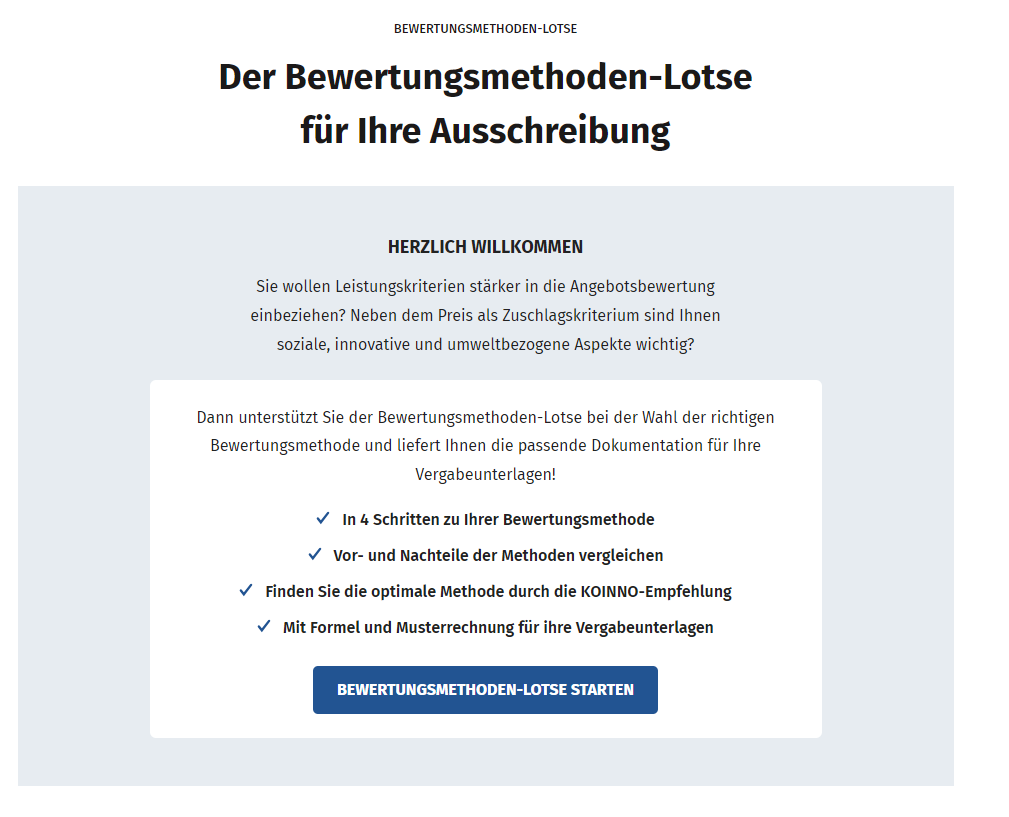 BEWERTUNGSMETHODEN-LOTSE
Der Bewertungsmethoden-Lotse
für Ihre Ausschreibung
HERZLICH WILLKOMMEN
Sie wollen Leistungskriterien stärker in die Angebotsbewertung
einbeziehen? Neben dem Preis als Zuschlagskriterium sind Ihnen
soziale, innovative und umweltbezogene Aspekte wichtig?
Dann unterstützt Sie der Bewertungsmethoden-Lotse bei der Wahl der richtigen
Bewertungsmethode und liefert Ihnen die passende Dokumentation für Ihre
Vergabeunterlagen!
✓ In 4 Schritten zu Ihrer Bewertungsmethode
✓ Vor- und Nachteile der Methoden vergleichen
✓ Finden Sie die optimale Methode durch die KOINNO-Empfehlung
✓ Mit Formel und Musterrechnung für ihre Vergabeunterlagen
BEWERTUNGSMETHODEN-LOTSE STARTEN